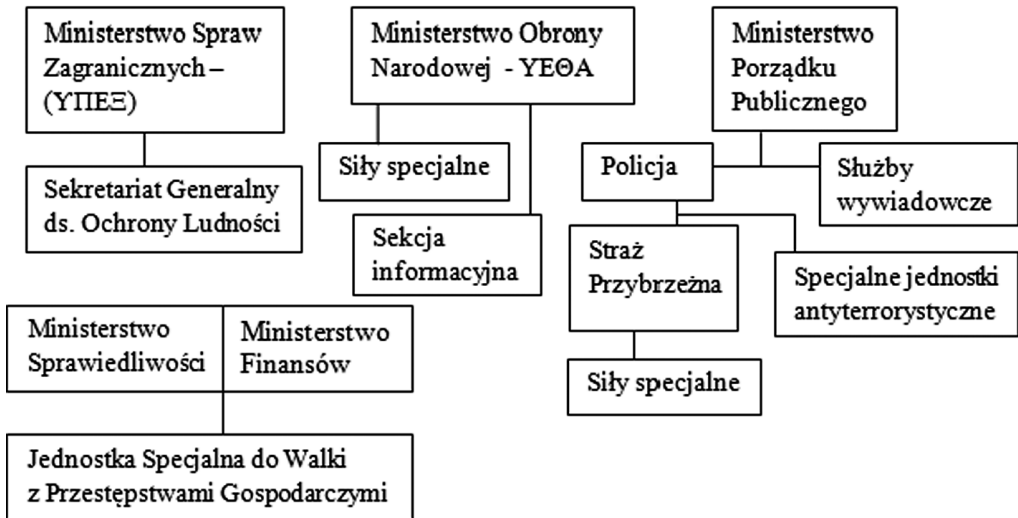 Ministerstwo Spraw
Zagranicznych –
(ΥΠΕΞ)
Ministerstwo Obrony
Narodowej - ΥΕΘΑ
Ministerstwo
Porządku
Publicznego
Sekretariat Generalny
ds. Ochrony Ludności
Siły specjalne
Sekcja
informacyjna
Policja
Służby
wywiadowcze
Straż
Przybrzeżna
Specjalne jednostki
antyterrorystyczne
Siły specjalne
Ministerstwo
Sprawiedliwości
Ministerstwo
Finansów
Jednostka Specjalna do Walki
z Przestępstwami Gospodarczymi